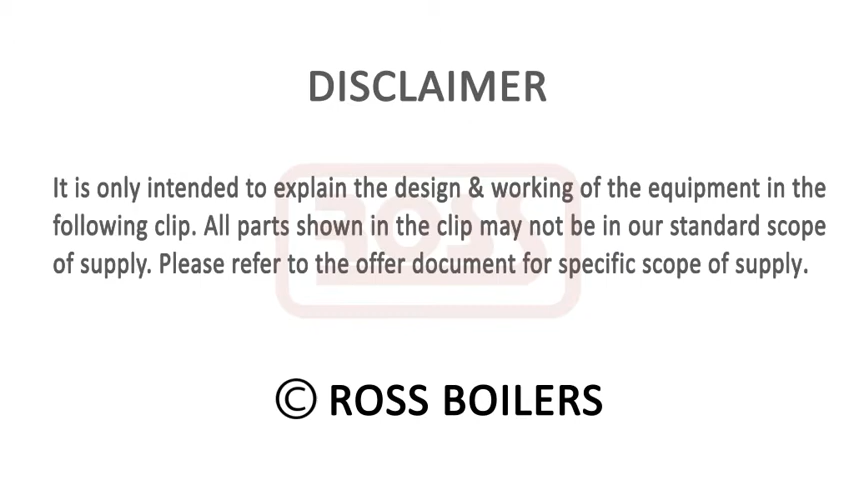 DISCLAIMER
It is only intended to explain the design & working of the equipment in the
following clip. All parts shown in the clip may not be in our standard scope
of supply. Please refer to the offer document for specific scope of supply.
ROSS
© ROSS BOILERS